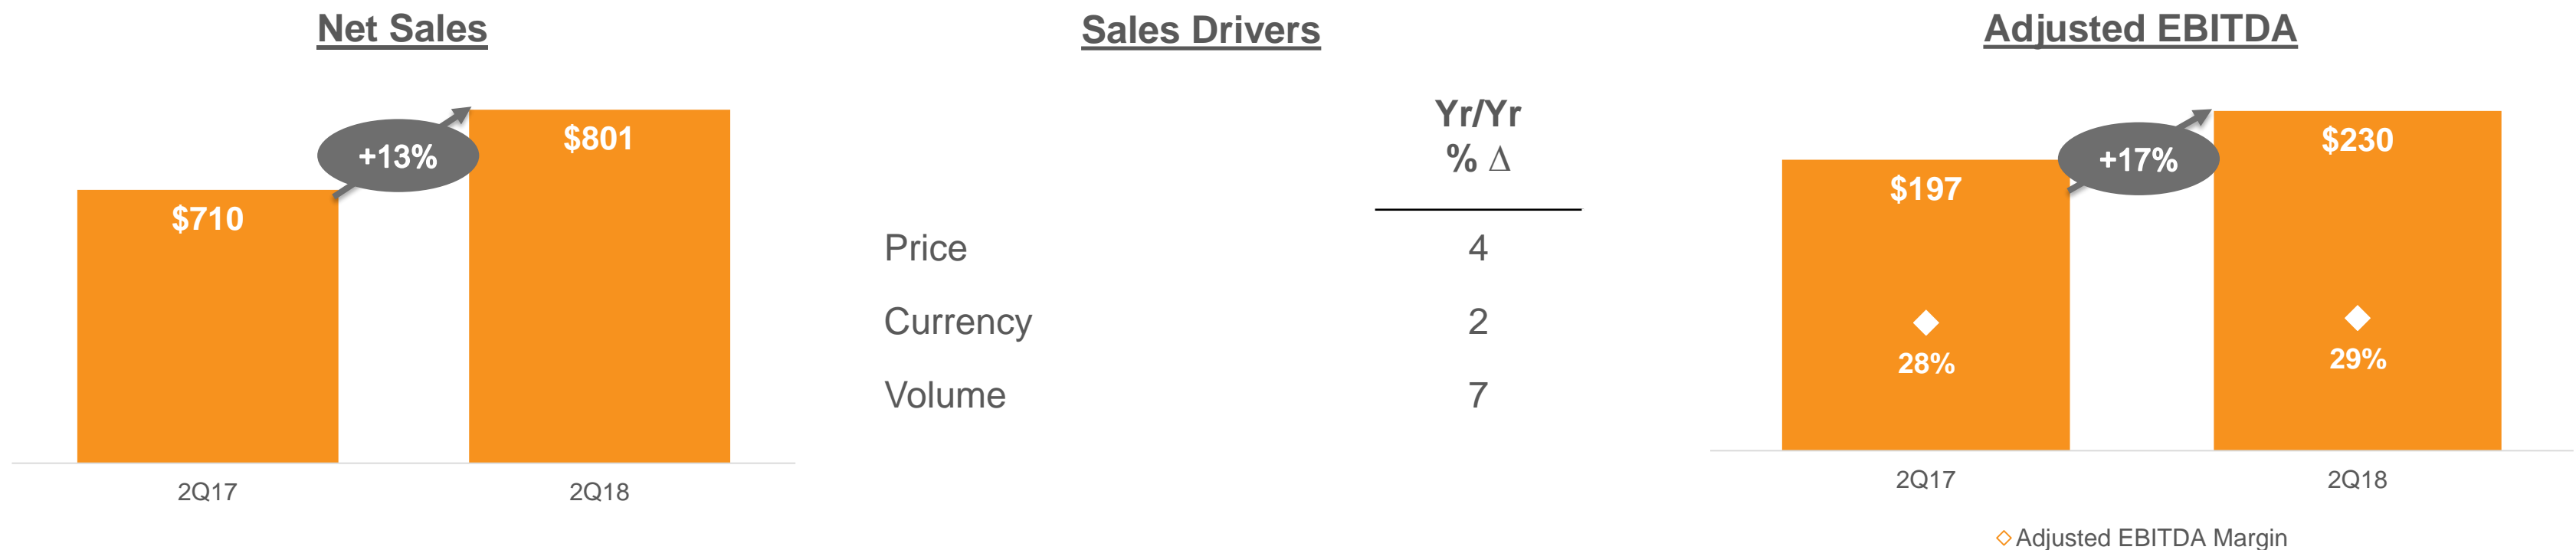 Net Sales
+13%
$710
$801
2Q17
2Q18
Sales Drivers
Yr/Yr
% Δ
Price 4
Currency 2
Volume 7
Adjusted EBITDA
+17%
$197
$230
28%
29%
2Q17
2Q18
Adjusted EBITDA Margin